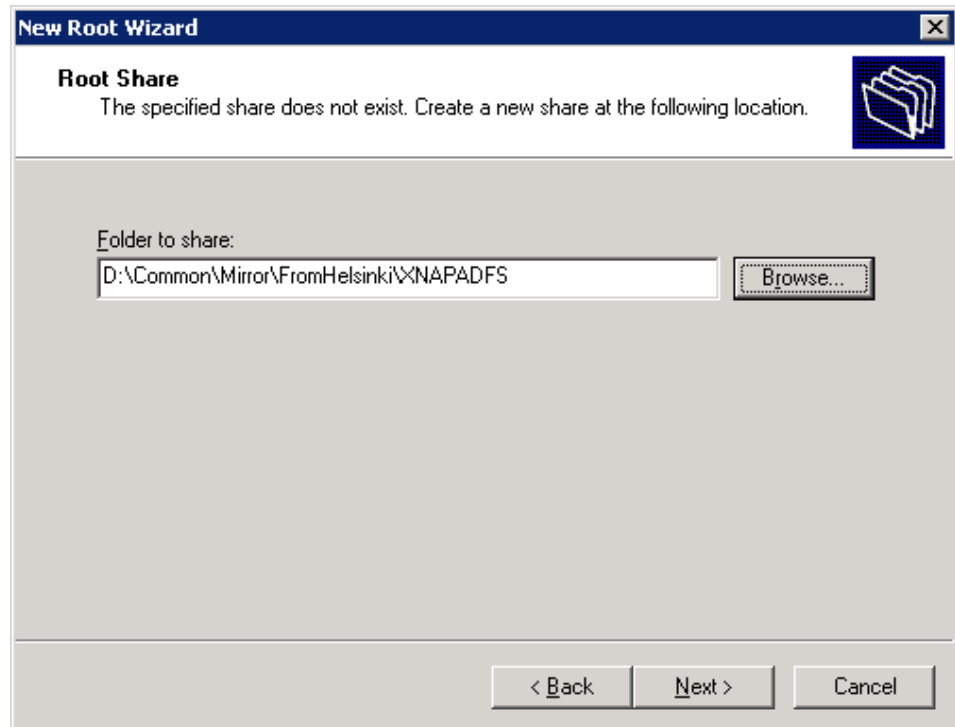 New Root Wizard
Root Share
The specified share does not exist. Create a new share at the following location.
Folder to share:
D:\Common\Mirror\FromHelsinki\XNAPADFS
Browse...
< Back
Next >
Cancel